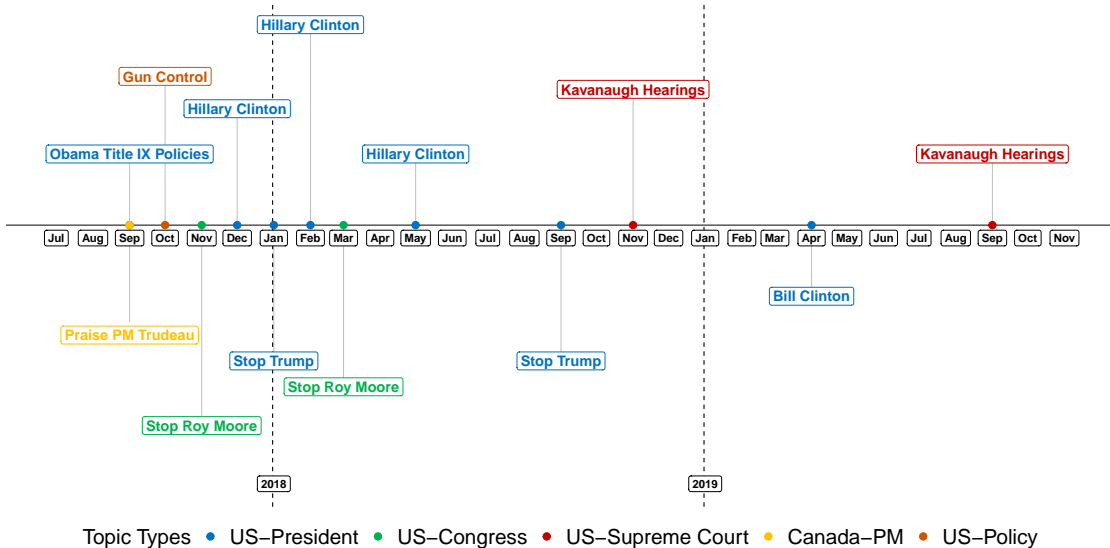 Hillary Clinton
Gun Control
Kavanaugh Hearings
Hillary Clinton
Obama Title IX Policies
Hillary Clinton
Kavanaugh Hearings
Jul Aug Sep Oct Nov Dec Jan Feb Mar Apr May Jun Jul Aug Sep Oct Nov Dec Jan Feb Mar Apr May Jun Jul Aug Sep Oct Nov
Bill Clinton
Praise PM Trudeau
Stop Trump
Stop Trump
Stop Roy Moore
Stop Roy Moore
2018
2019
Topic Types US−President US−Congress US−Supreme Court Canada−PM US−Policy